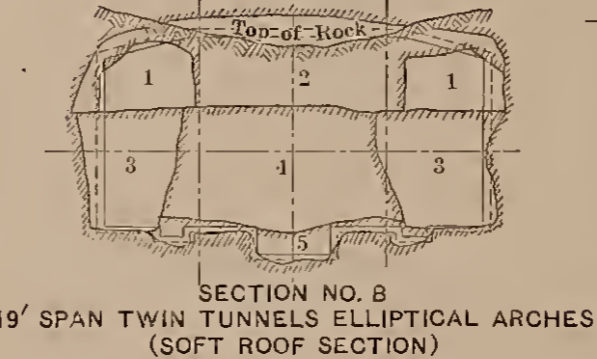 Top of Rock
1 2 1
3 4 3
5
SECTION NO. 8
19' SPAN TWIN TUNNELS ELLIPTICAL ARCHES
(SOFT ROOF SECTION)